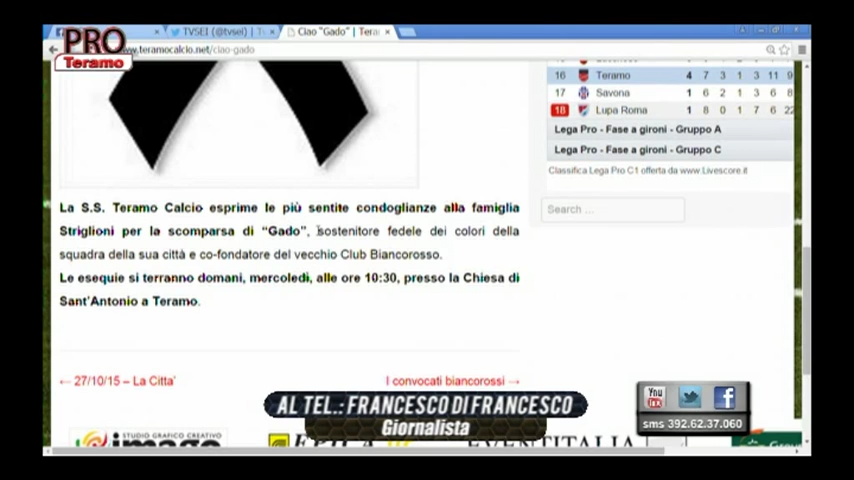 TVSEI (@tvsei) | Tv
Ciao "Gado" | Tera
PRO
Teramo
www.teramocalcio.net/ciao-gado
16 Teramo 4 7 3 1 3 11 9
17 Savona 1 6 2 1 3 6 8
18 Lupa Roma 1 8 0 1 7 6 22
Lega Pro - Fase a gironi - Gruppo A
Lega Pro - Fase a gironi - Gruppo C
Classifica Lega Pro C1 offerta da www.Livescore.it
Search ...
La S.S. Teramo Calcio esprime le più sentite condoglianze alla famiglia
Striglioni per la scomparsa di “Gado”, sostenitore fedele dei colori della
squadra della sua città e co-fondatore del vecchio Club Biancorosso.
Le esequie si terranno domani, mercoledì, alle ore 10:30, presso la Chiesa di
Sant’Antonio a Teramo.
← 27/10/15 – La Citta’
I convocati biancorossi →
AL TEL.: FRANCESCO DI FRANCESCO
Giornalista
You
sms 392.62.37.060
STUDIO GRAFICO CREATIVO
image
EVENTITALIA